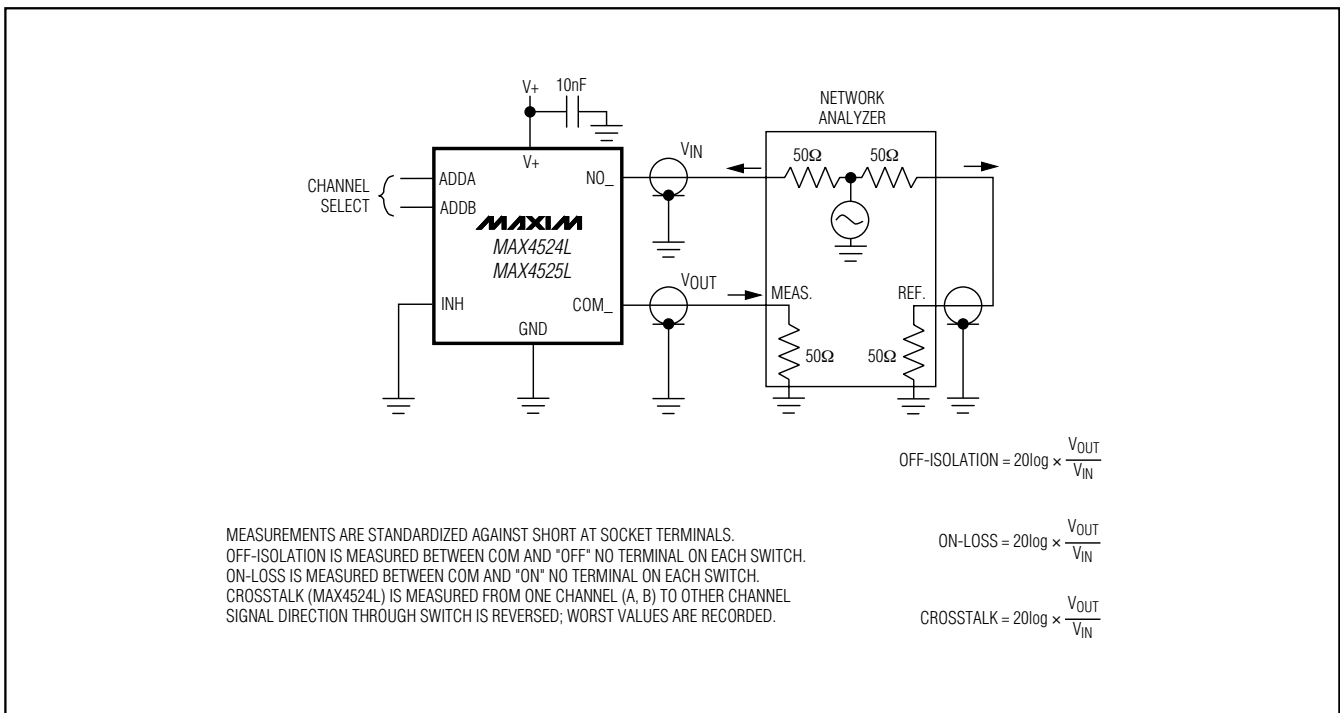 V+ 10nF
NETWORK
ANALYZER
V+
CHANNEL
SELECT
ADDA
ADDB
NO_
VIN
50Ω 50Ω
MAXIM
MAX4524L
MAX4525L
INH
COM_
VOUT
MEAS.
REF.
GND
50Ω 50Ω
OFF-ISOLATION = 20log × VOUT
VIN
MEASUREMENTS ARE STANDARDIZED AGAINST SHORT AT SOCKET TERMINALS.
OFF-ISOLATION IS MEASURED BETWEEN COM AND "OFF" NO TERMINAL ON EACH SWITCH.
ON-LOSS IS MEASURED BETWEEN COM AND "ON" NO TERMINAL ON EACH SWITCH.
CROSSTALK (MAX4524L) IS MEASURED FROM ONE CHANNEL (A, B) TO OTHER CHANNEL
SIGNAL DIRECTION THROUGH SWITCH IS REVERSED; WORST VALUES ARE RECORDED.
ON-LOSS = 20log × VOUT
VIN
CROSSTALK = 20log × VOUT
VIN